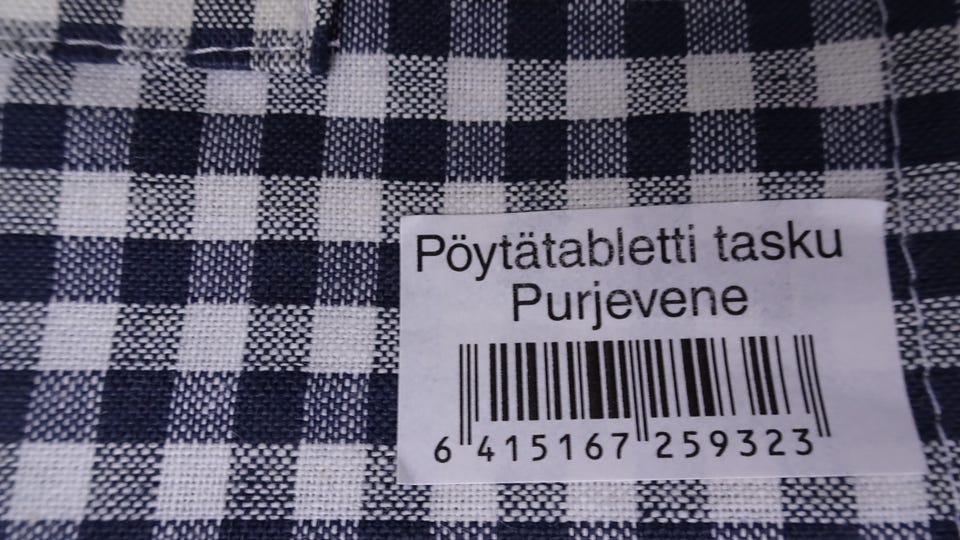 Pöytätabletti tasku
Purjevene
6 415167 259323